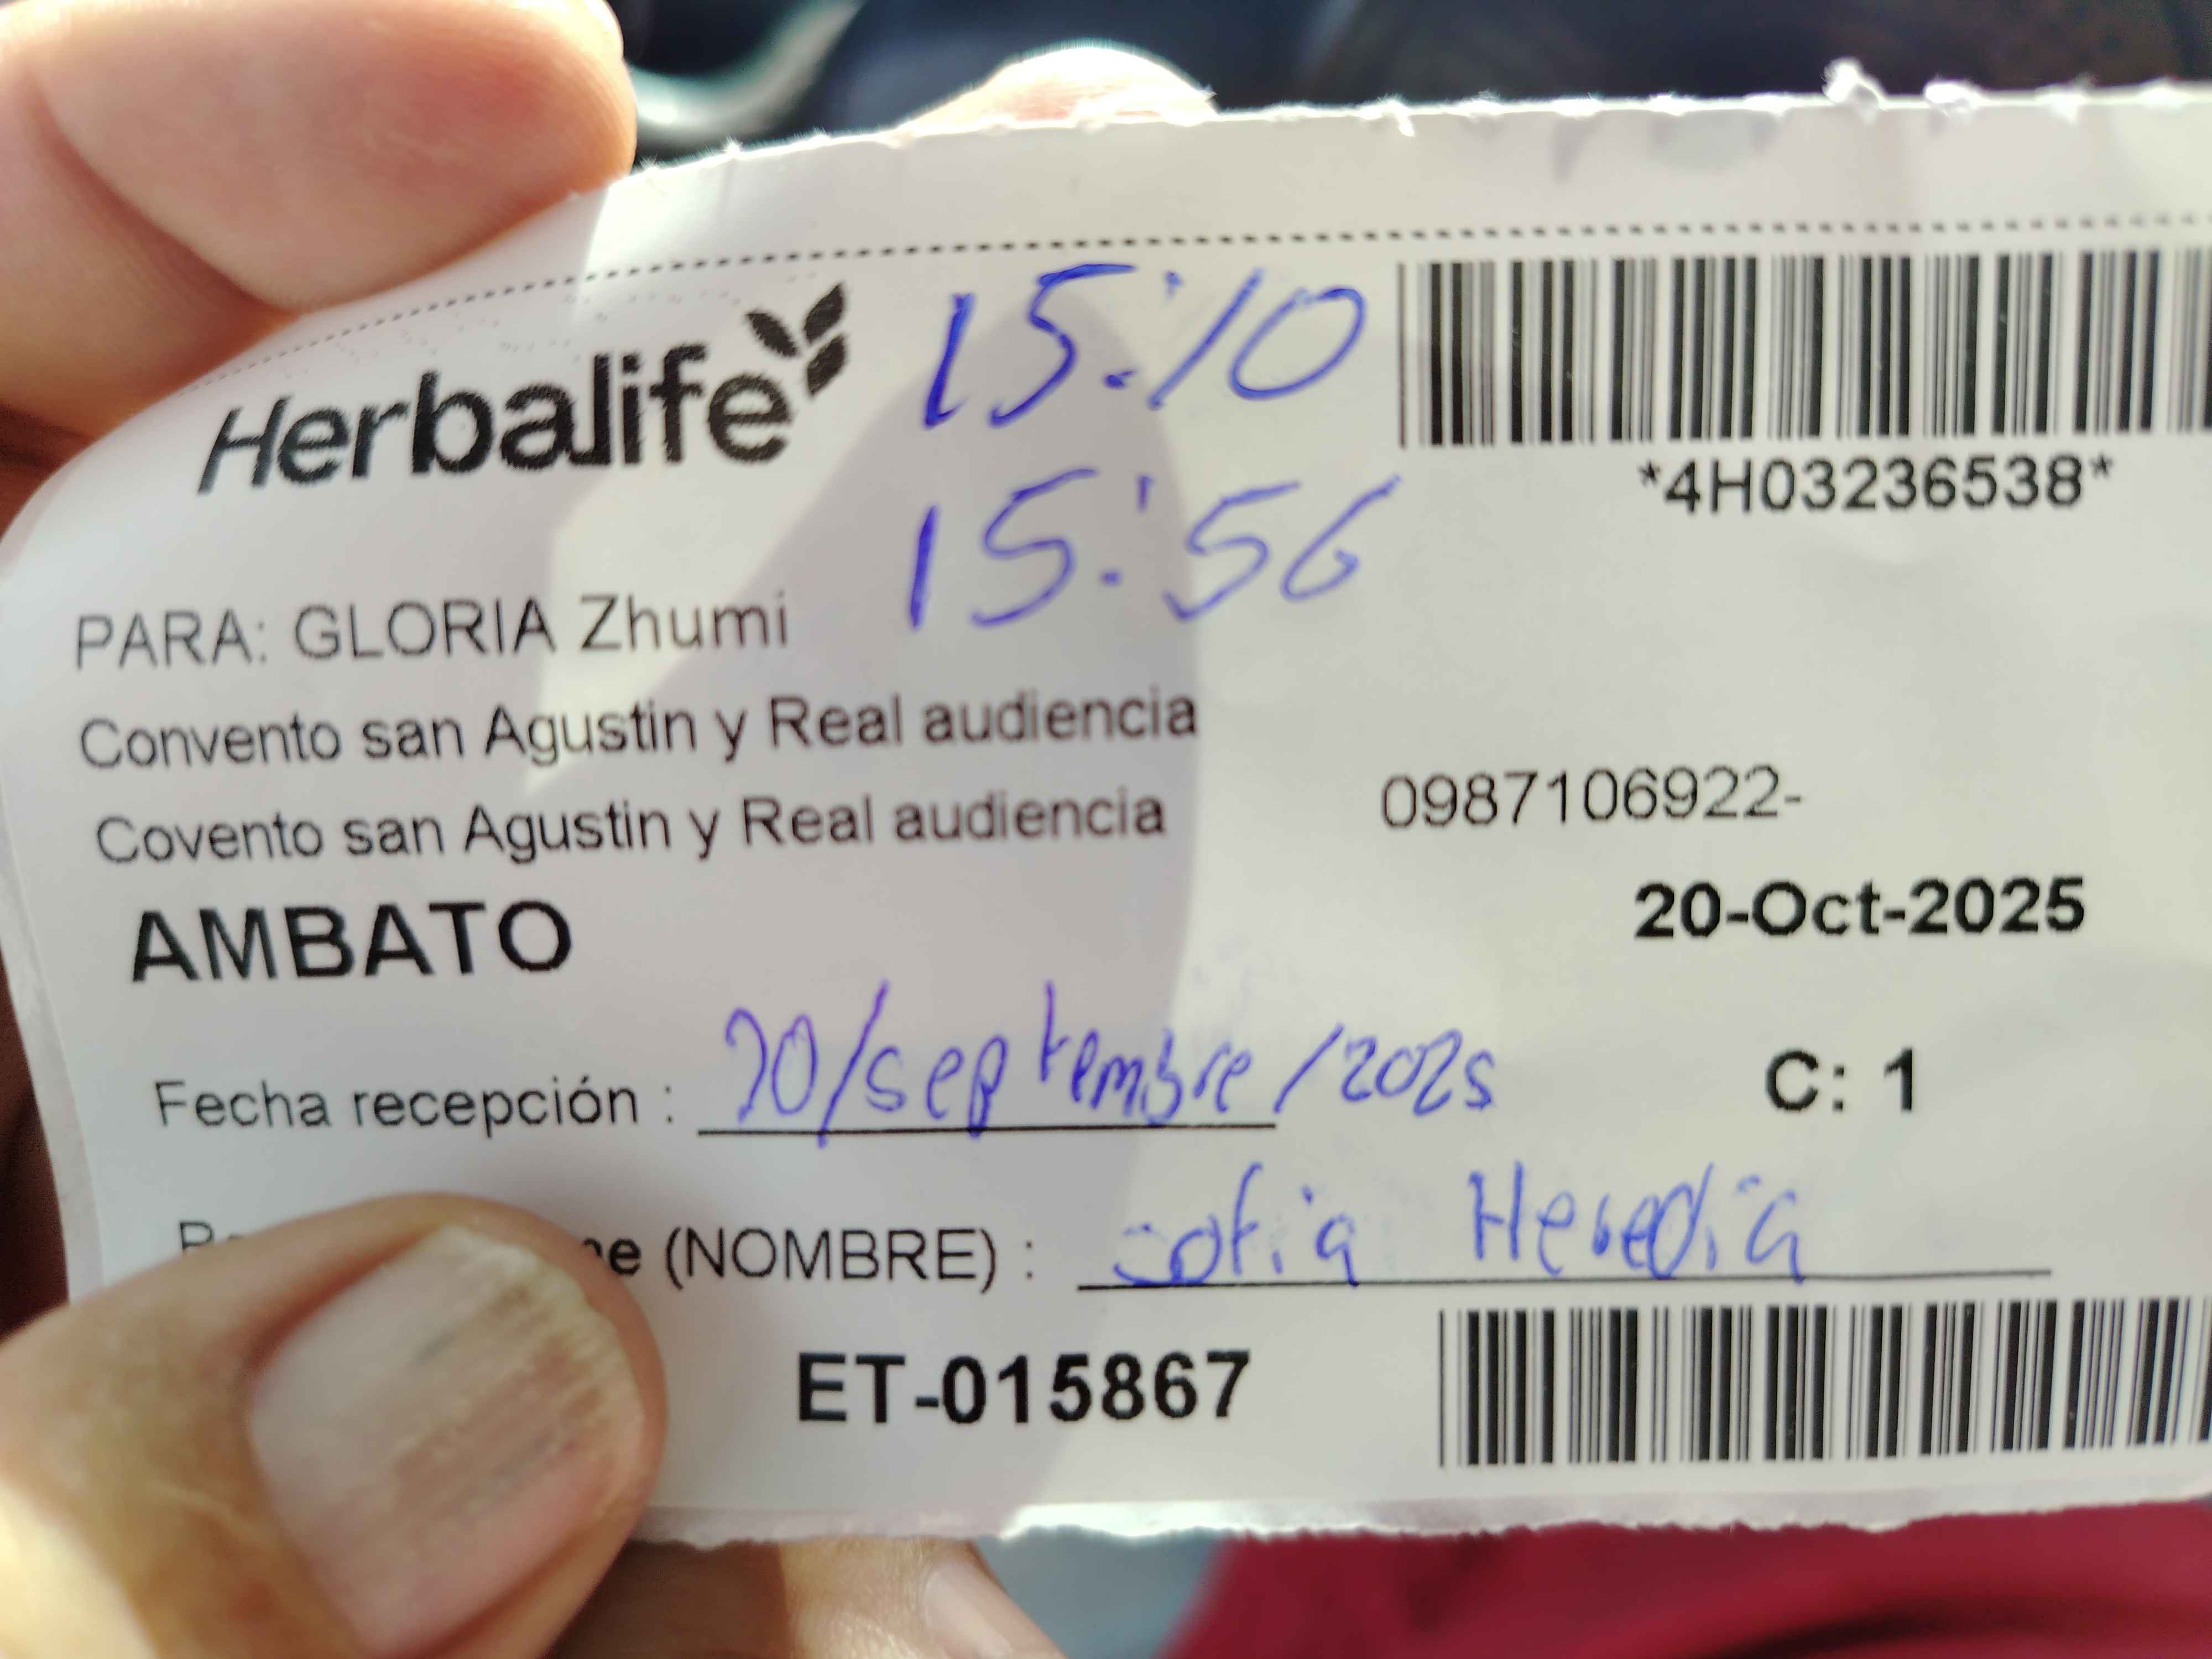 Herbalife
15:10
*4H03236538*
15:56
PARA: GLORIA Zhumi
Convento san Agustin y Real audiencia
Covento san Agustin y Real audiencia
0987106922-
AMBATO
20-Oct-2025
Fecha recepción : 20/septembre/2025
C: 1
(NOMBRE) : Sofia Heredia
ET-015867